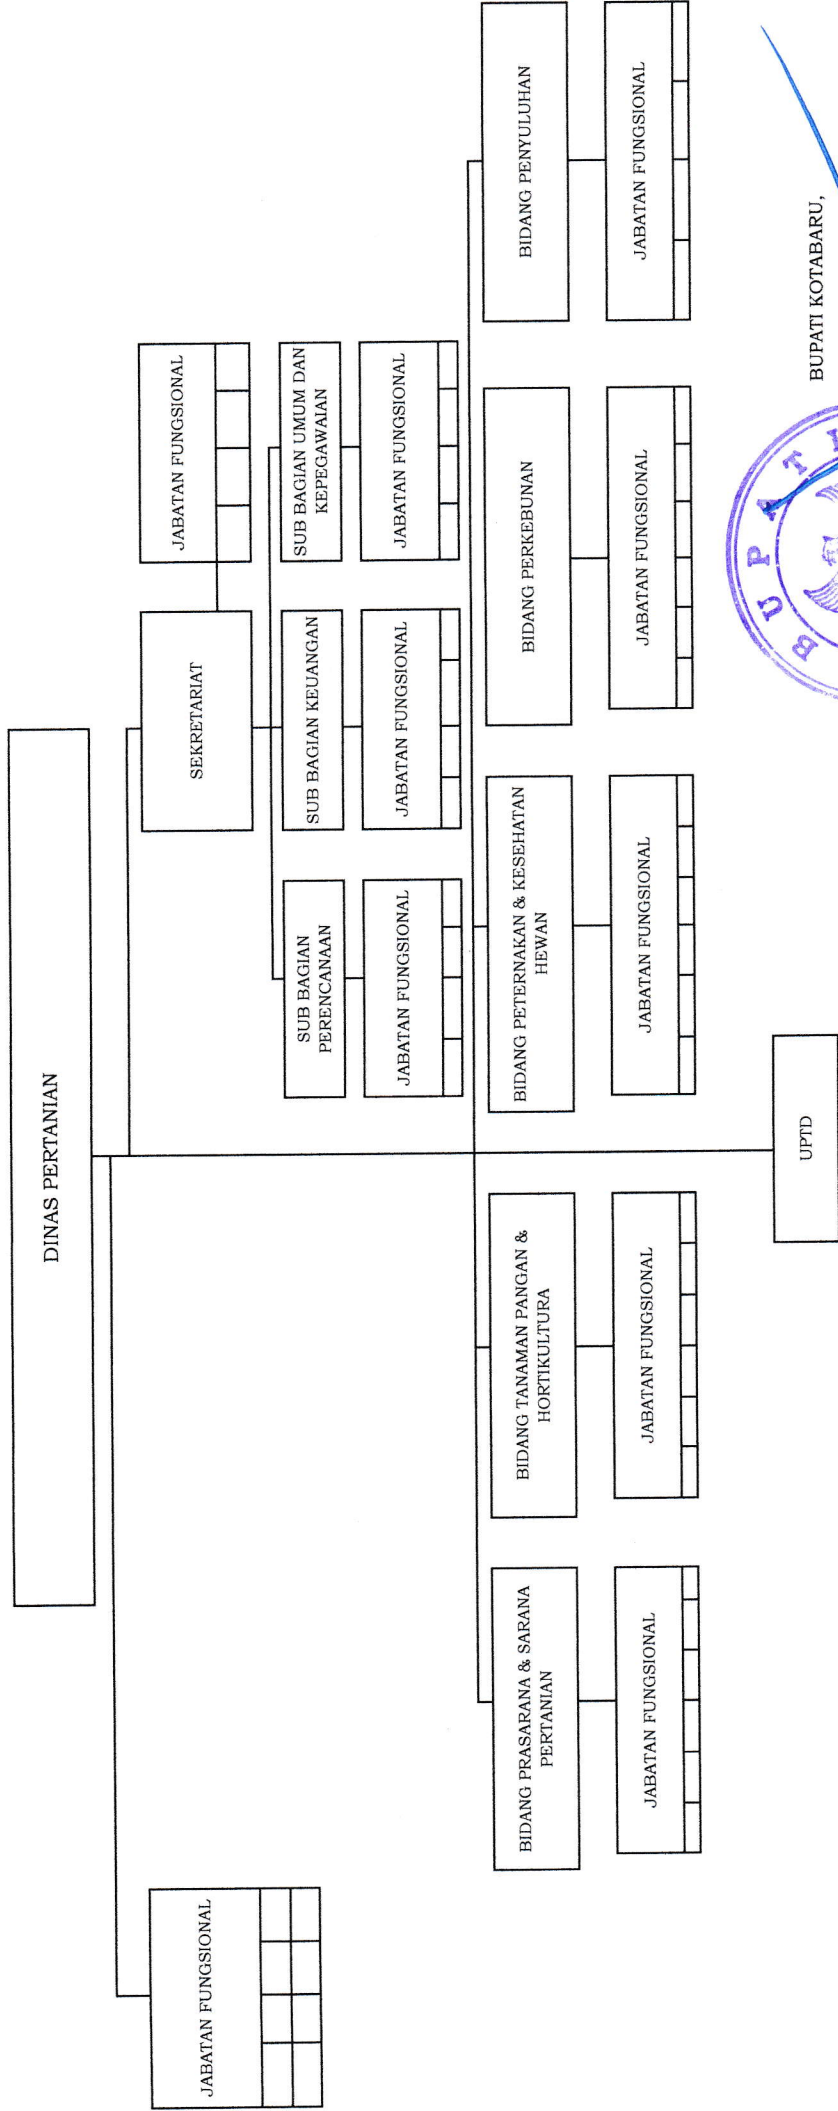 DINAS PERTANIAN
JABATAN FUNGSIONAL
SEKRETARIAT
JABATAN FUNGSIONAL
SUB BAGIAN
PERENCANAAN
SUB BAGIAN KEUANGAN
SUB BAGIAN UMUM DAN
KEPEGAWAIAN
JABATAN FUNGSIONAL
JABATAN FUNGSIONAL
JABATAN FUNGSIONAL
BIDANG PRASARANA & SARANA
PERTANIAN
BIDANG TANAMAN PANGAN &
HORTIKULTURA
BIDANG PETERNAKAN & KESEHATAN
HEWAN
BIDANG PERKEBUNAN
BIDANG PENYULUHAN
JABATAN FUNGSIONAL
JABATAN FUNGSIONAL
JABATAN FUNGSIONAL
JABATAN FUNGSIONAL
JABATAN FUNGSIONAL
UPTD
BUPATI KOTABARU,
BUPATI